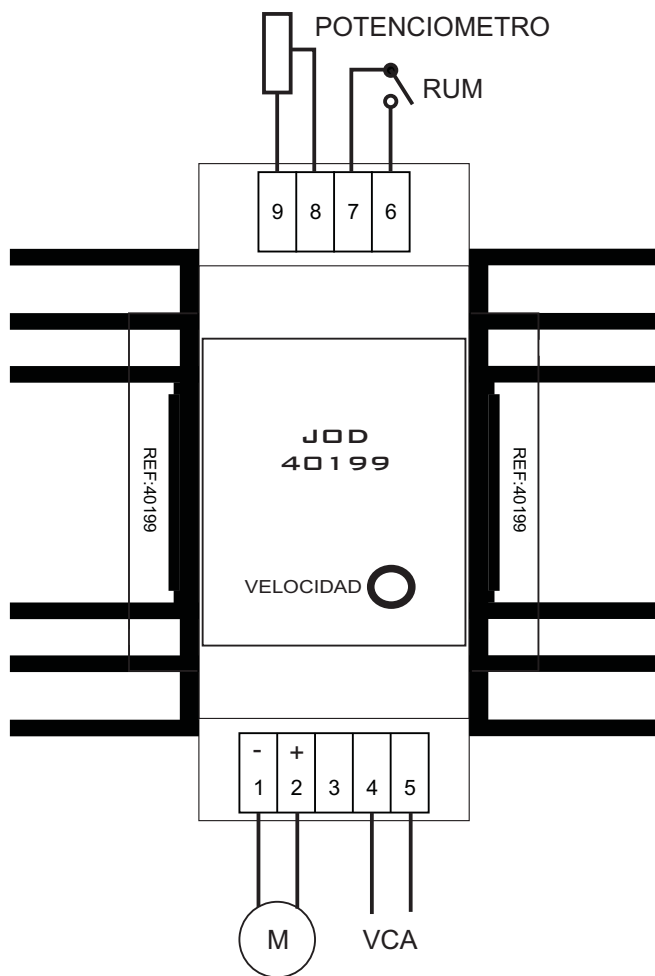 POTENCIOMETRO
RUM
9 8 7 6
JOD
40199
REF:40199
REF:40199
VELOCIDAD
- +
1 2 3 4 5
M
VCA